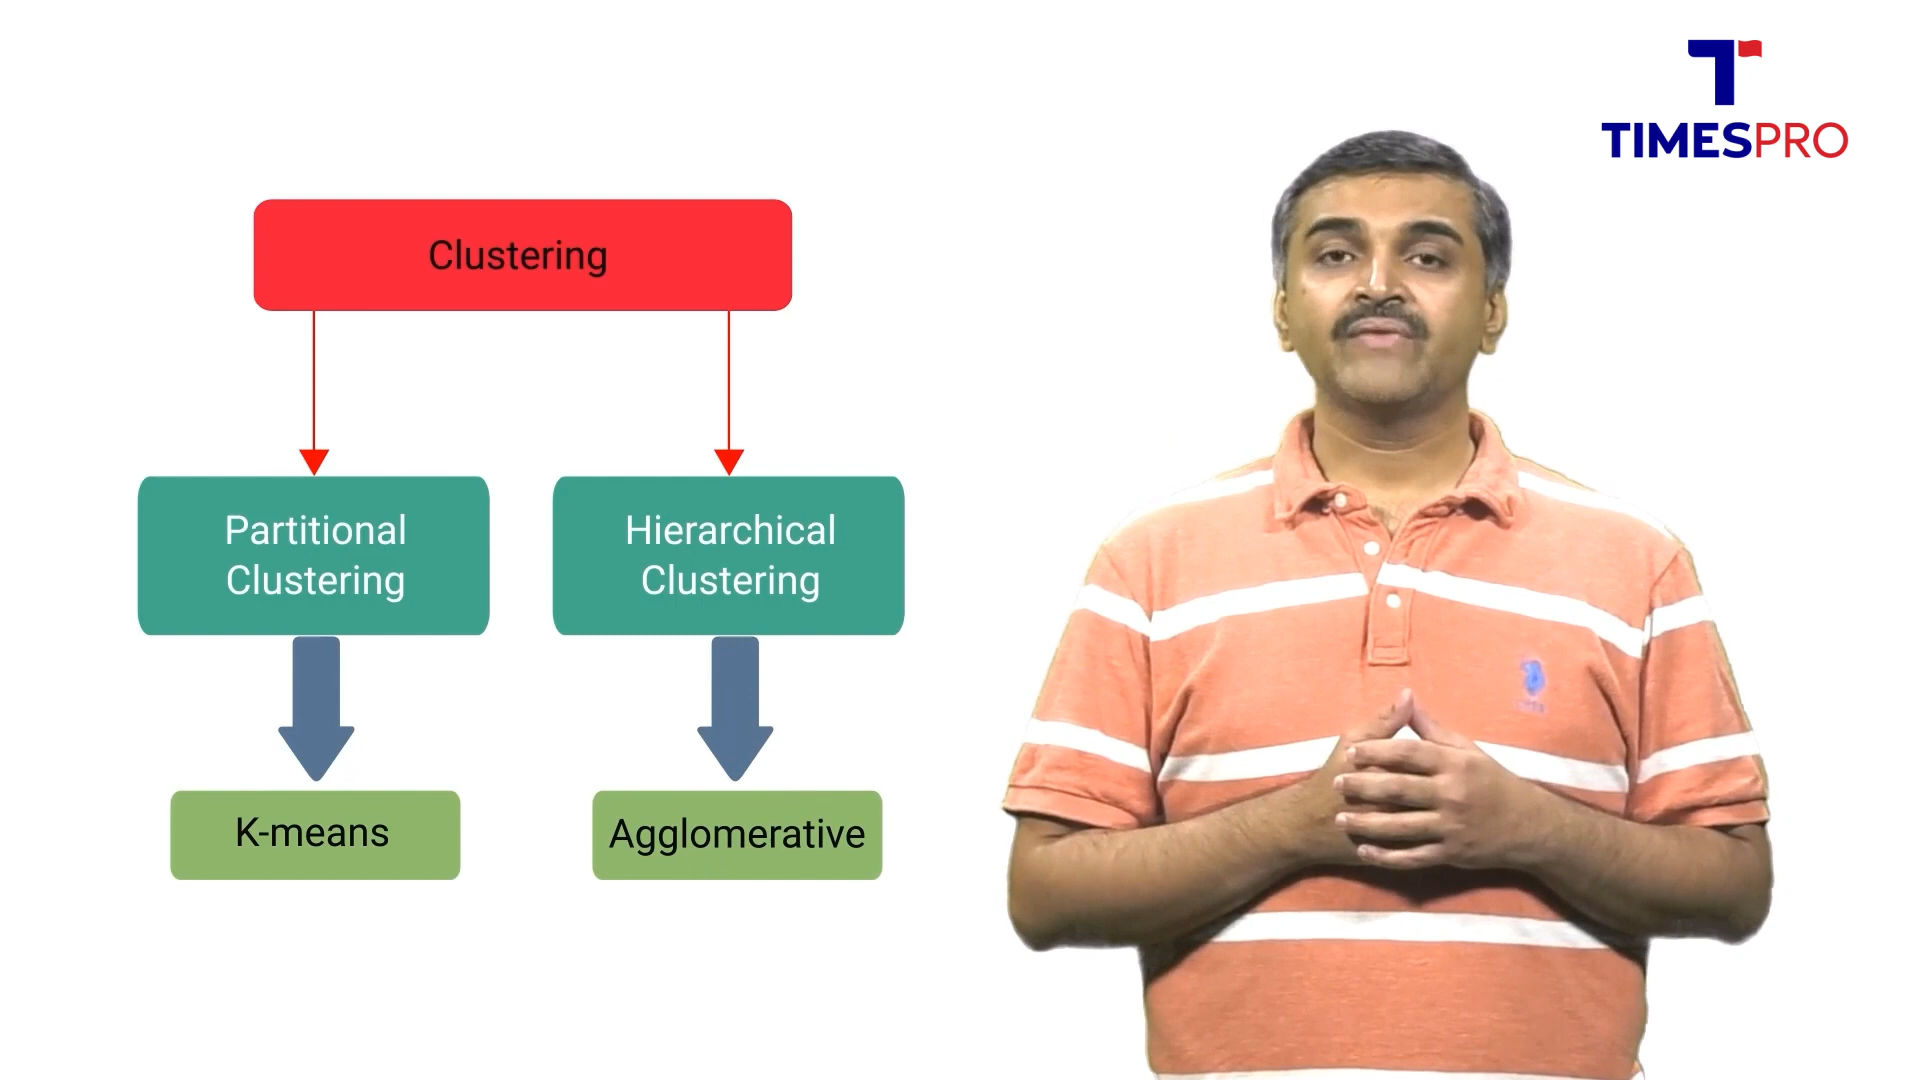 TIMESPRO
Clustering
Partitional
Clustering
Hierarchical
Clustering
K-means
Agglomerative